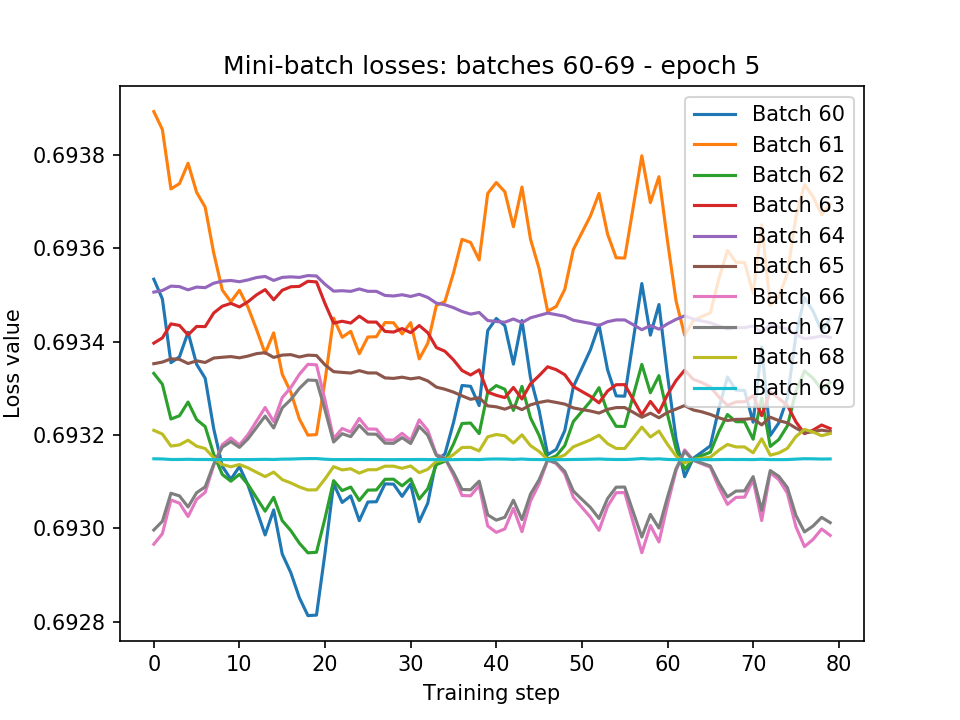 Mini-batch losses: batches 60-69 - epoch 5
Loss value
0.6938
0.6936
0.6934
0.6932
0.6930
0.6928
Batch 60
Batch 61
Batch 62
Batch 63
Batch 64
Batch 65
Batch 66
Batch 67
Batch 68
Batch 69
0 10 20 30 40 50 60 70 80
Training step